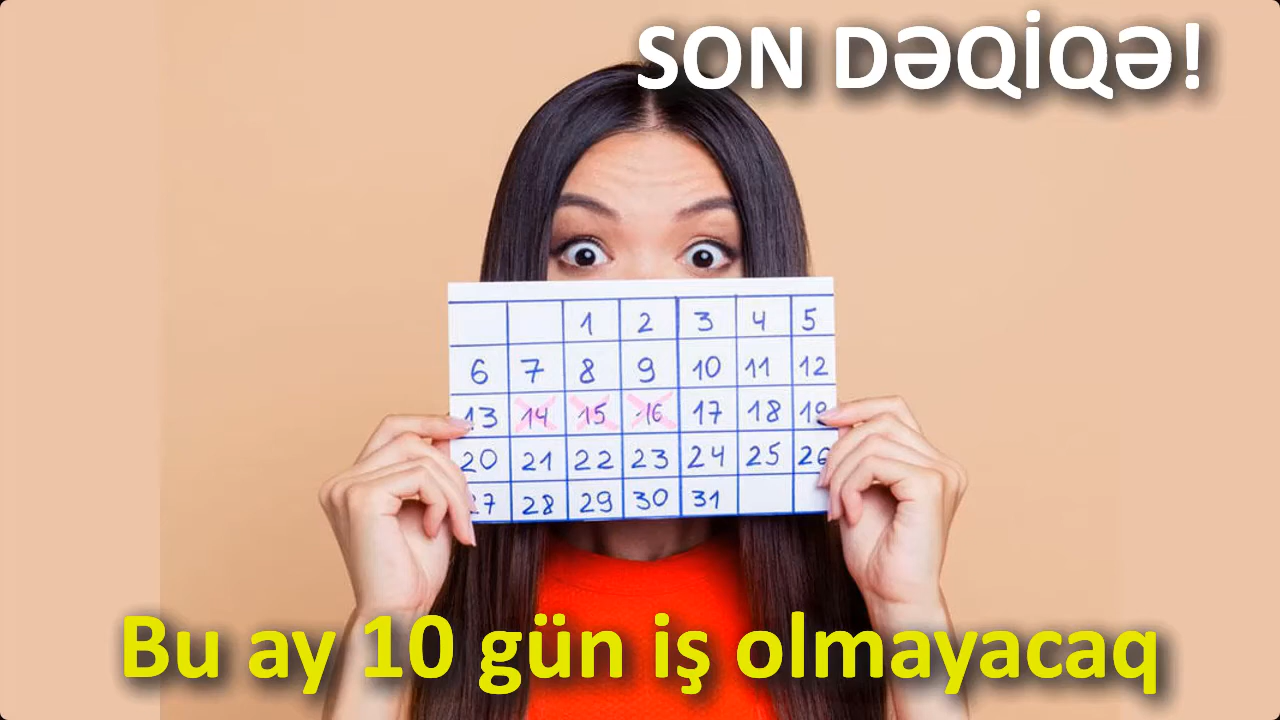 SON DƏQİQƏ!
1 2 3 4 5
6 7 8 9 10 11 12
13 14 15 16 17 18 19
20 21 22 23 24 25 26
27 28 29 30 31
Bu ay 10 gün iş olmayacaq